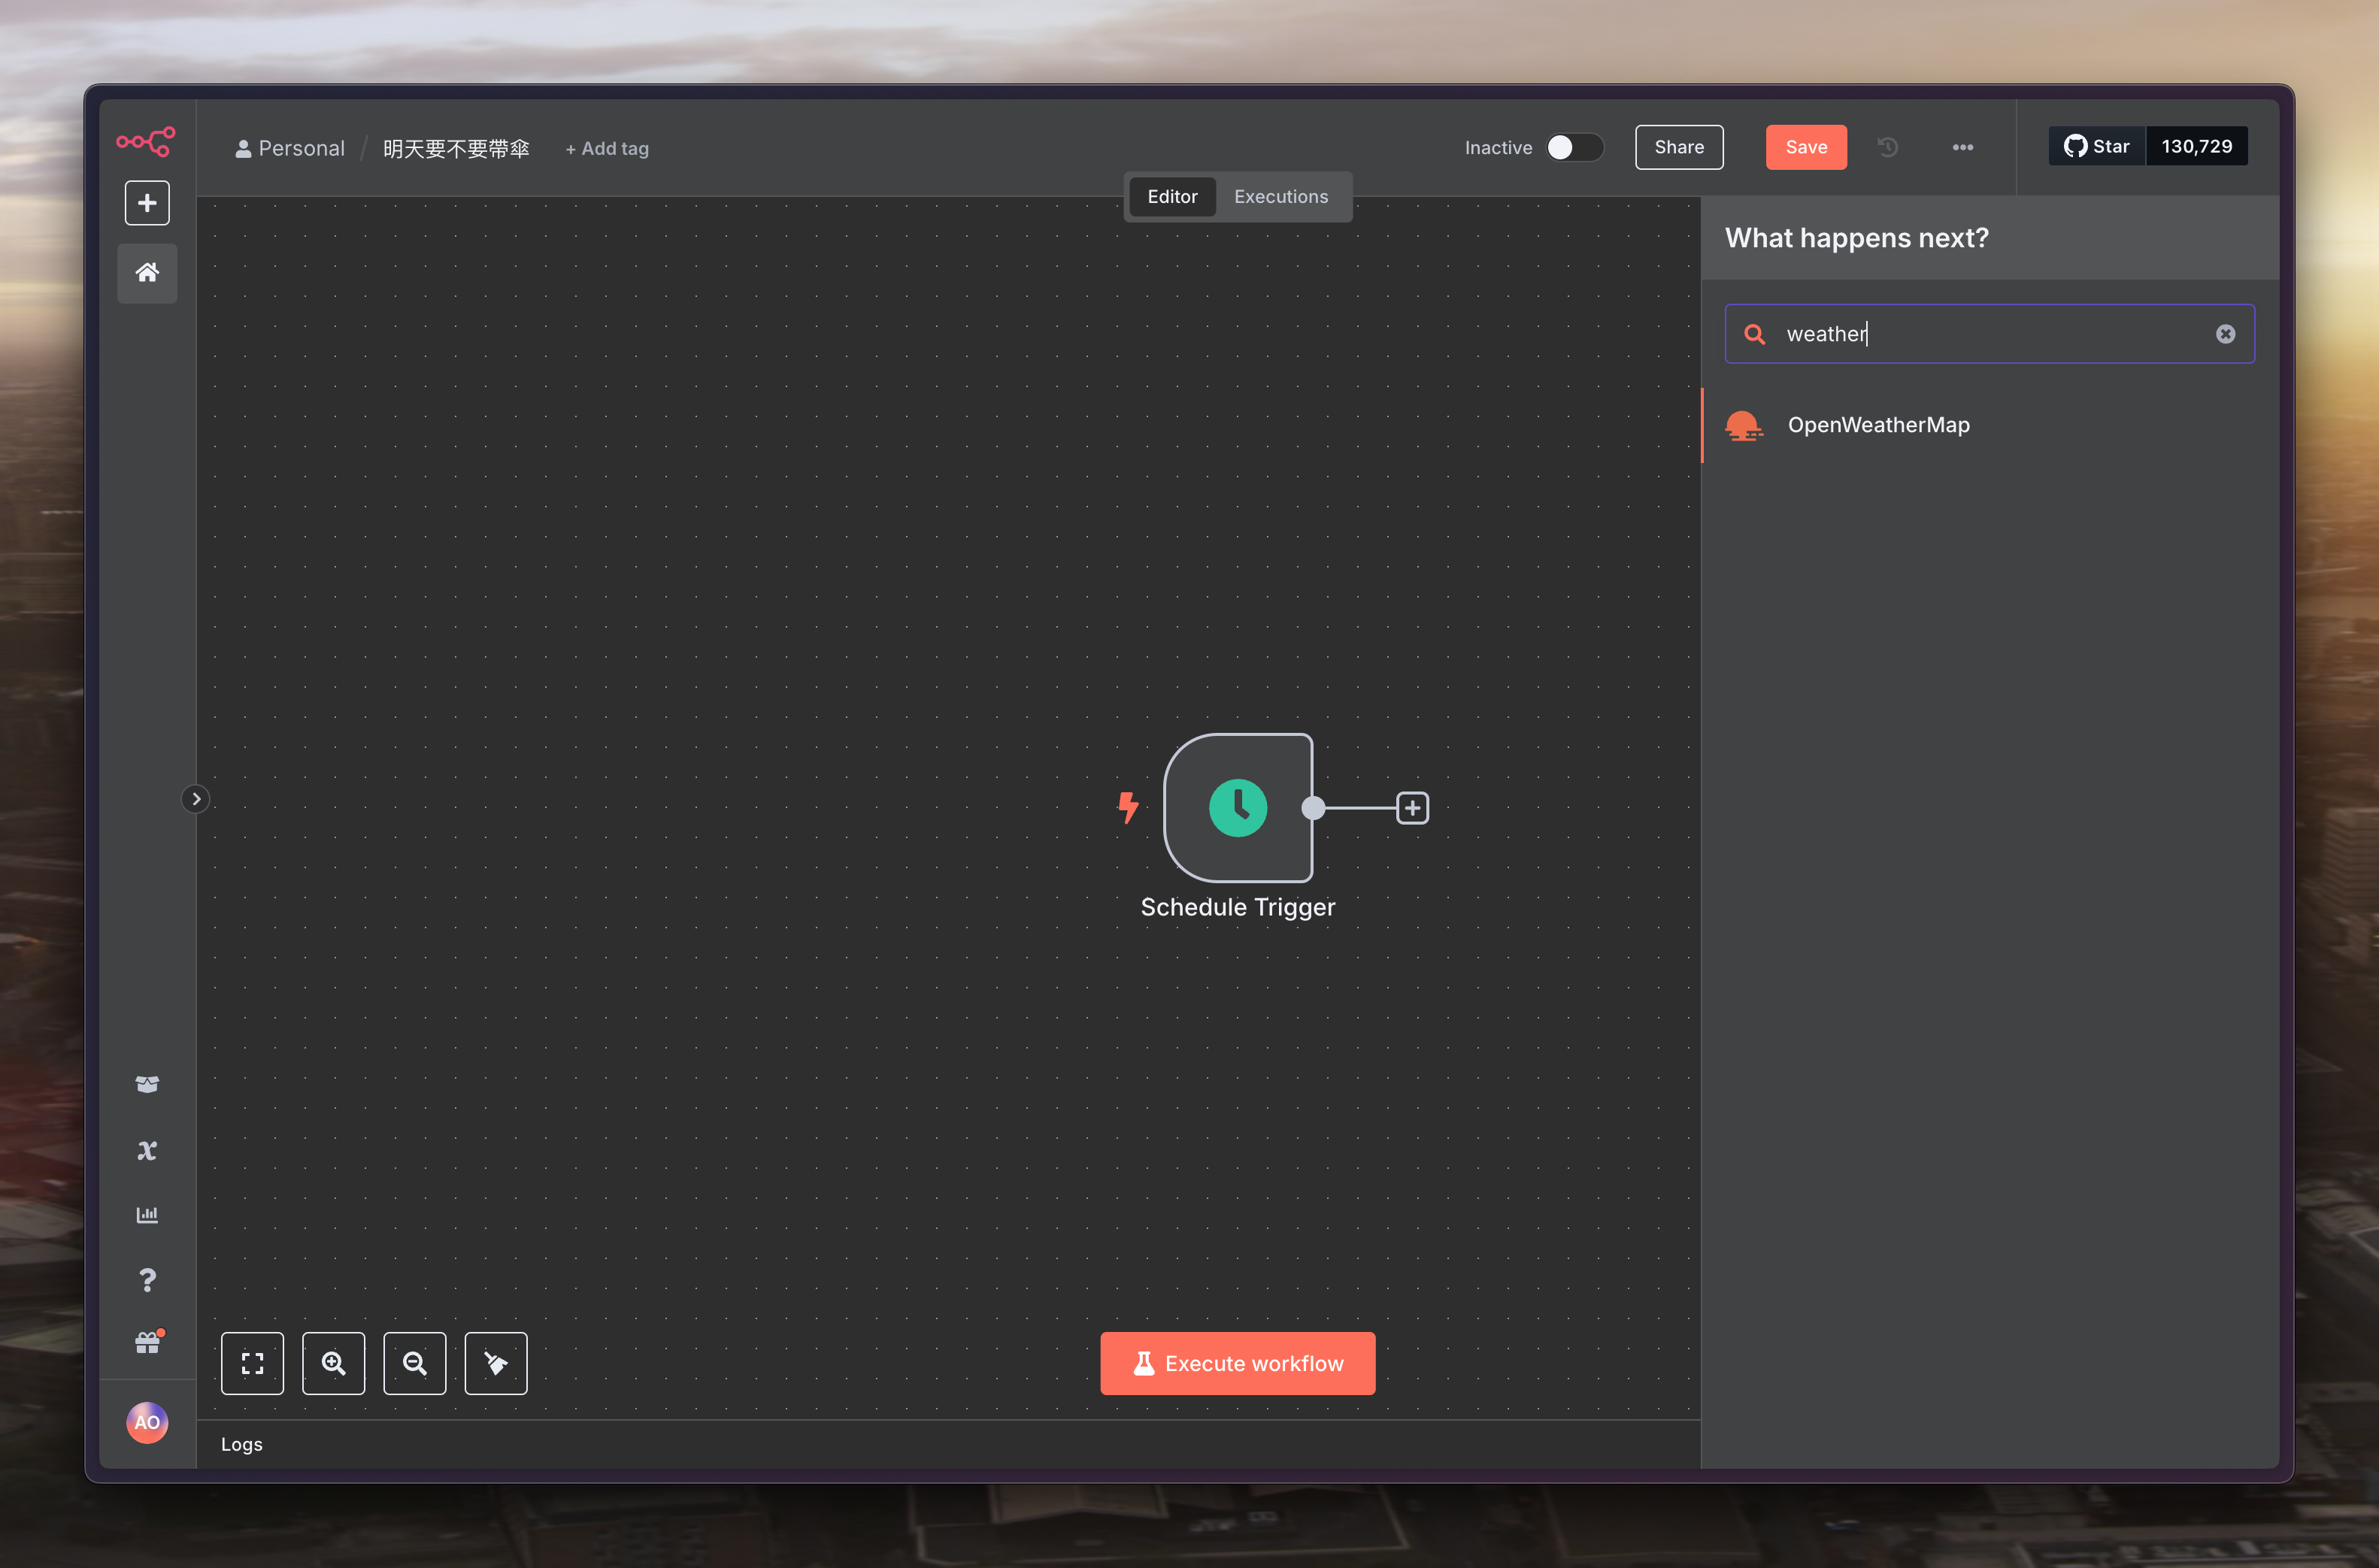 Personal / 明天要不要帶傘 + Add tag
Inactive
Share
Save
Star 130,729
Editor Executions
What happens next?
weather
OpenWeatherMap
Schedule Trigger
Execute workflow
AO
Logs